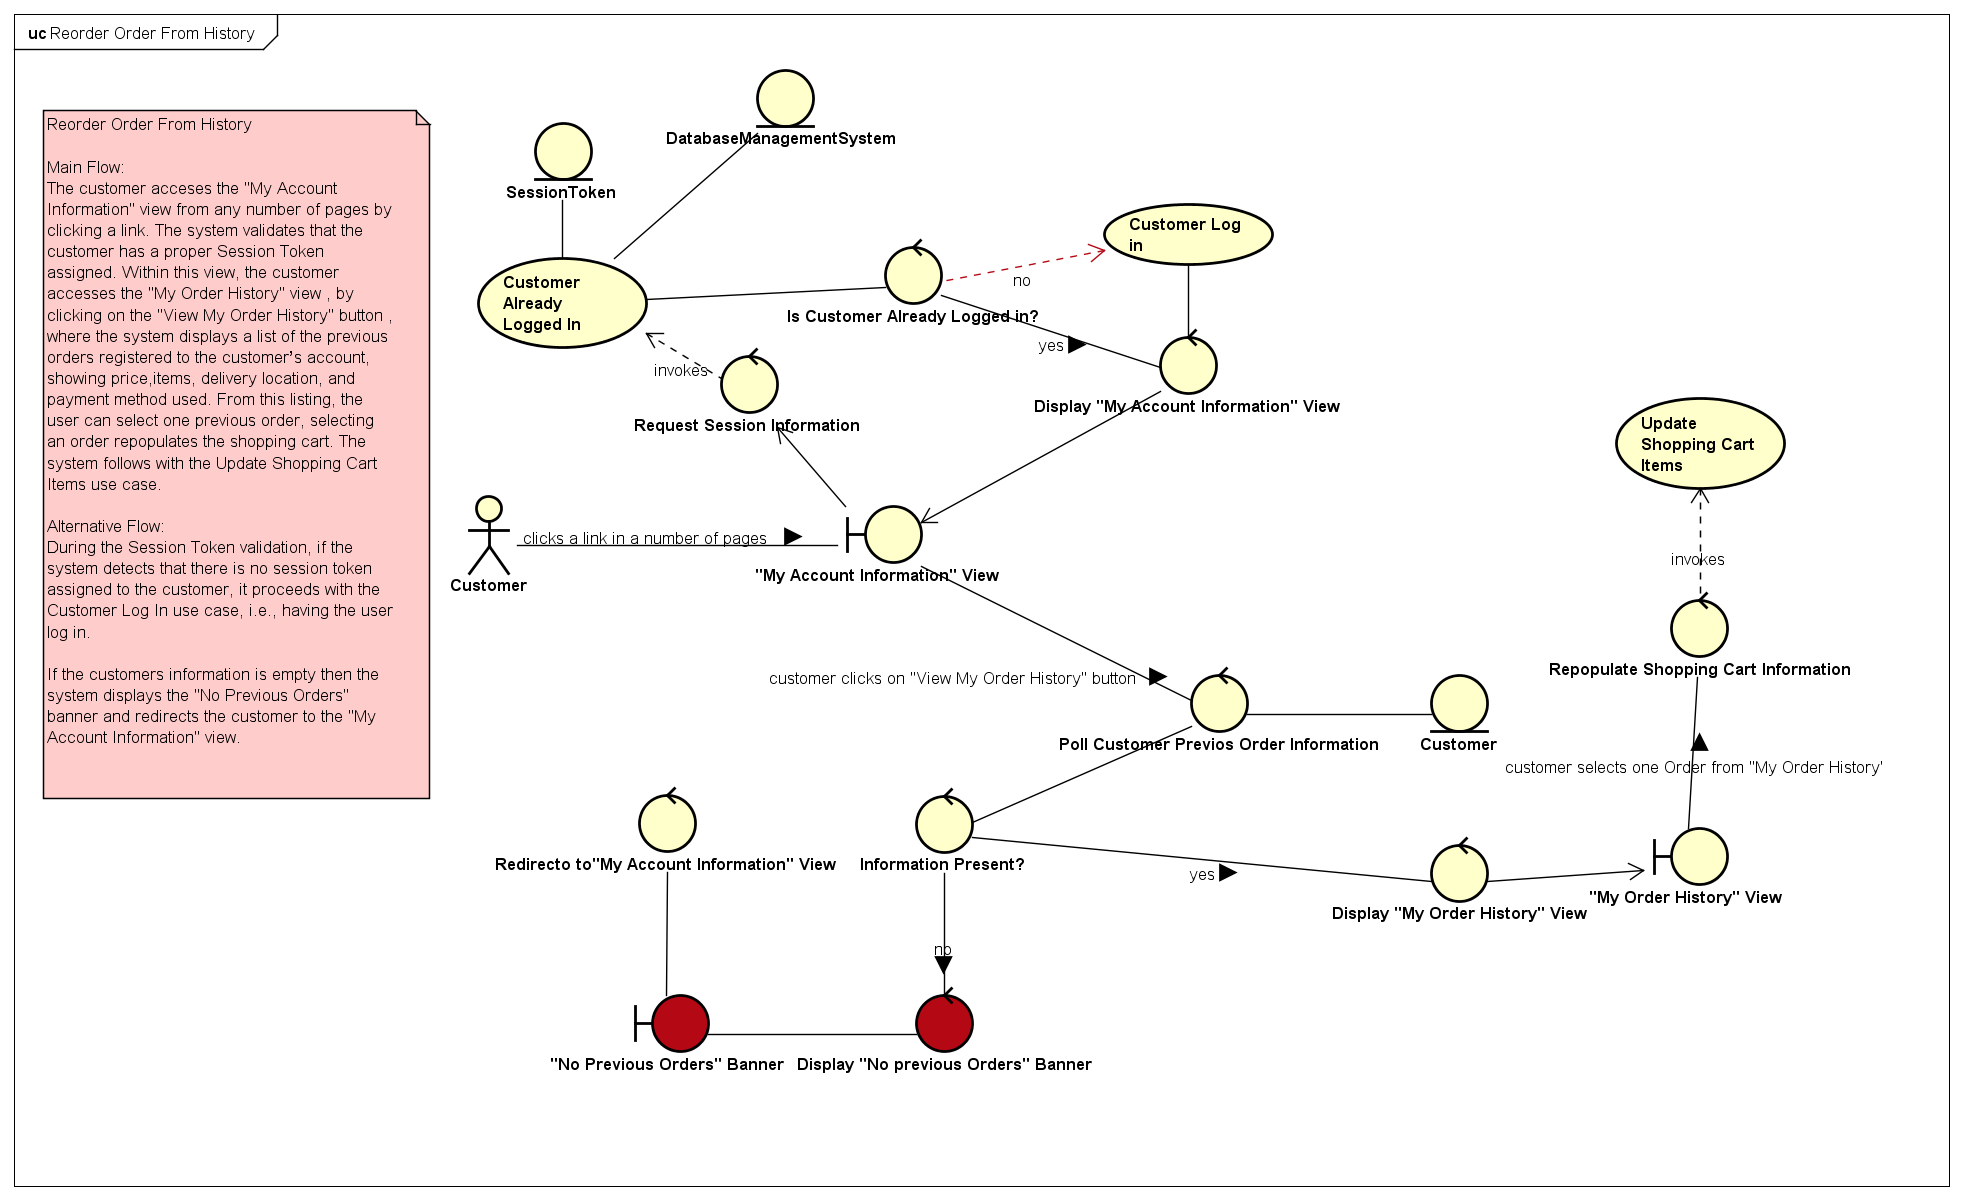 uc Reorder Order From History
Reorder Order From History
Main Flow:
The customer acceses the "My Account
Information" view from any number of pages by
clicking a link. The system validates that the
customer has a proper Session Token
assigned. Within this view, the customer
accesses the "My Order History" view , by
clicking on the "View My Order History" button ,
where the system displays a list of the previous
orders registered to the customer's account,
showing price,items, delivery location, and
payment method used. From this listing, the
user can select one previous order, selecting
an order repopulates the shopping cart. The
system follows with the Update Shopping Cart
Items use case.
Alternative Flow:
During the Session Token validation, if the
system detects that there is no session token
assigned to the customer, it proceeds with the
Customer Log In use case, i.e., having the user
log in.
If the customers information is empty then the
system displays the "No Previous Orders"
banner and redirects the customer to the "My
Account Information" view.
DatabaseManagementSystem
SessionToken
Customer Log
in
Customer
Already
Logged In
no
Is Customer Already Logged in?
yes
invokes
Display "My Account Information" View
Request Session Information
Update
Shopping Cart
Items
clicks a link in a number of pages
Customer
"My Account Information" View
invokes
Repopulate Shopping Cart Information
customer clicks on "View My Order History" button
Poll Customer Previos Order Information
Customer
customer selects one Order from "My Order History'
Redirecto to"My Account Information" View
Information Present?
yes
Display "My Order History" View
"My Order History" View
no
"No Previous Orders" Banner
Display "No previous Orders" Banner